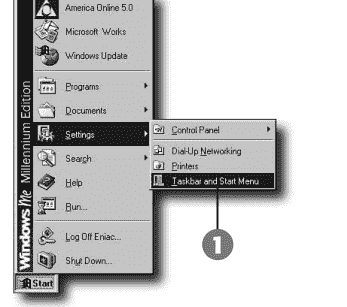 America Online 5.0
Microsoft Works
Windows Update
Programs
Documents
Settings
Search
Help
Run...
Log Off Eniac...
Shut Down...
Windows Me Millennium Edition
Control Panel
Dial-Up Networking
Printers
Taskbar and Start Menu
1
Start